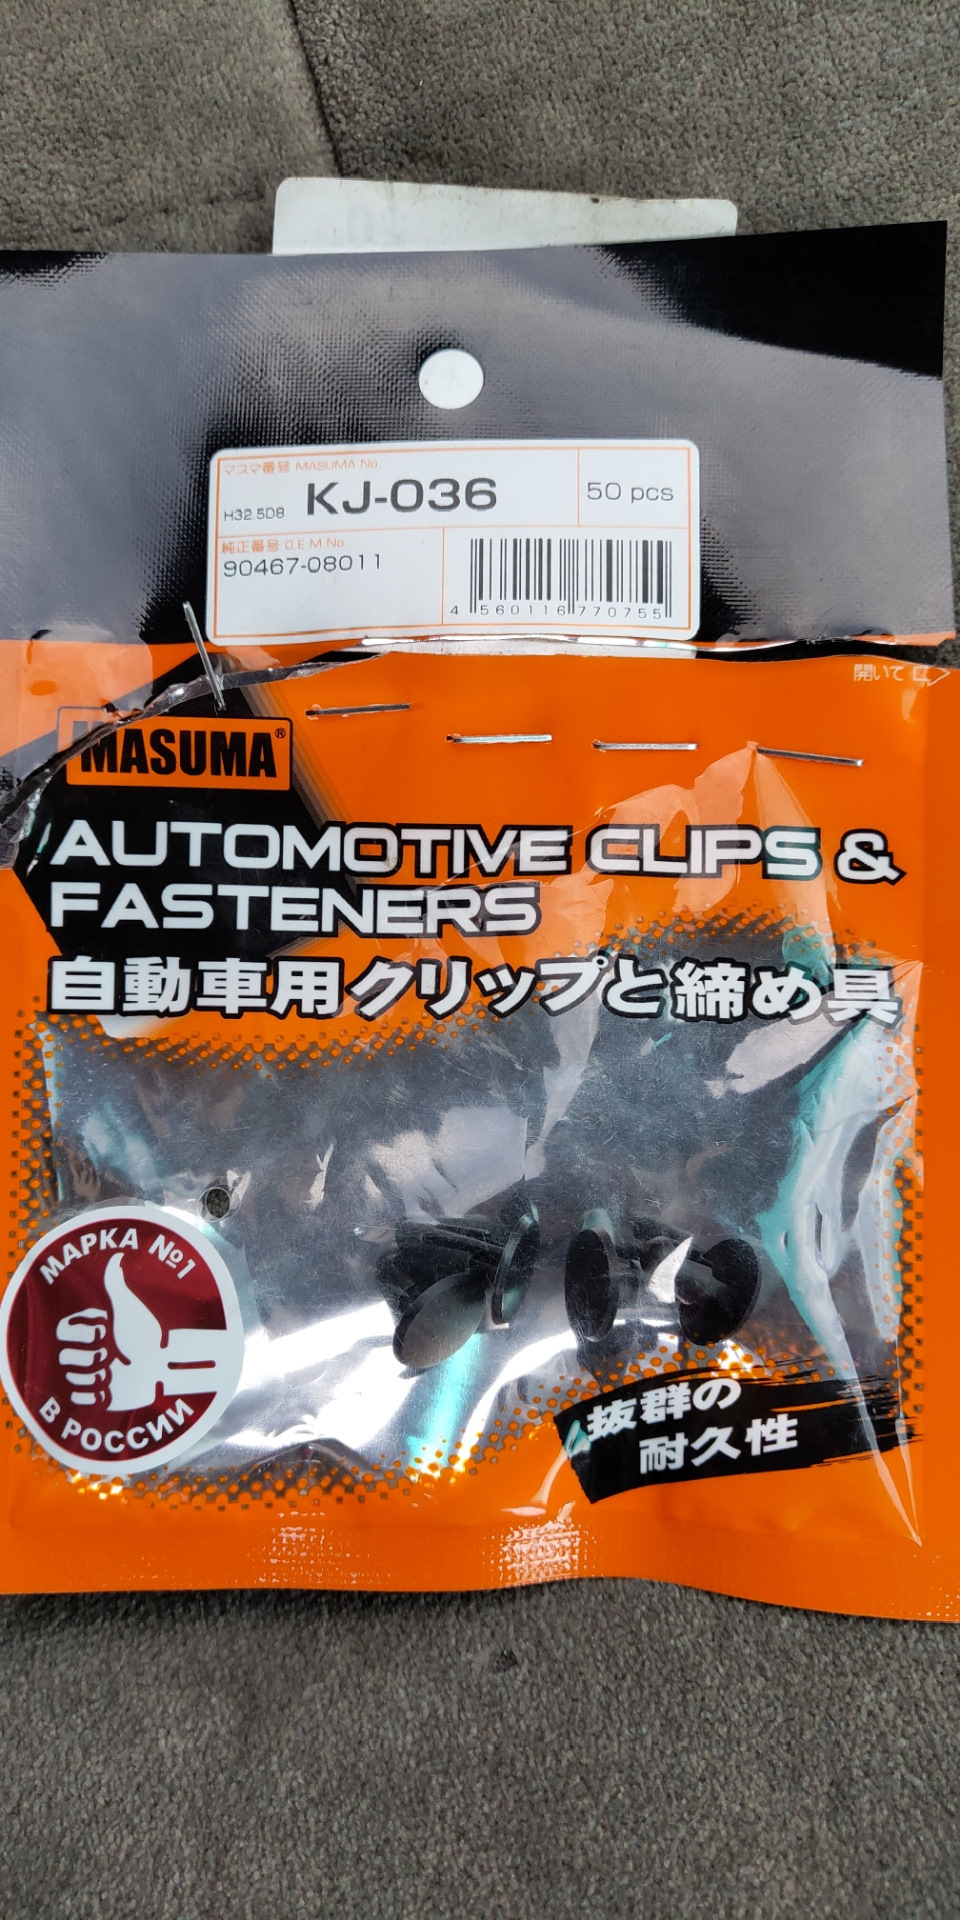 マスマ番号 MASUMA No.
H32.5D8 KJ-036 50 pcs
純正番号 O.E.M.No.
90467-08011
4 560116 770755
開いて
MASUMA®
AUTOMOTIVE CLIPS &
FASTENERS
自動車用クリップと締め具
МАРКА №1
В РОССИИ
抜群の
耐久性